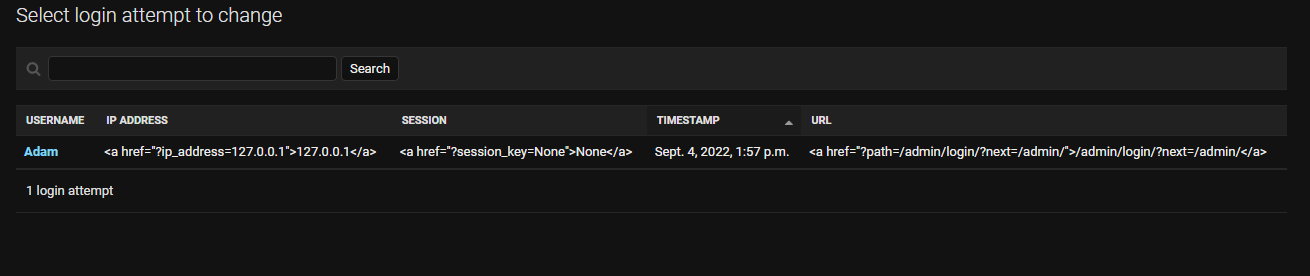 Select login attempt to change
Search
USERNAME IP ADDRESS SESSION TIMESTAMP URL
Adam <a href="?ip_address=127.0.0.1">127.0.0.1</a> <a href="?session_key=None">None</a> Sept. 4, 2022, 1:57 p.m. <a href="?path=/admin/login/?next=/admin/">/admin/login/?next=/admin/</a>
1 login attempt